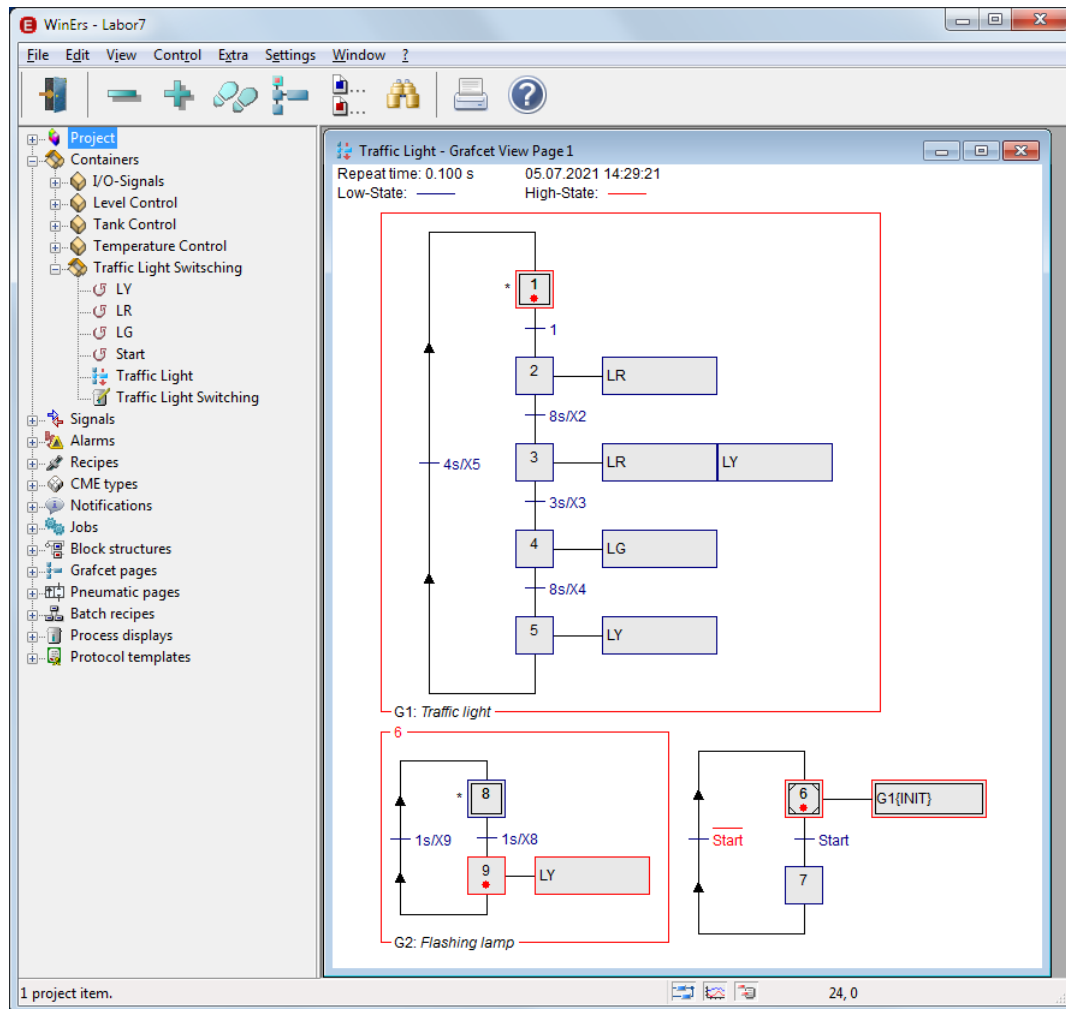 WinErs - Labor7
File Edit View Control Extra Settings Window ?
Project
Containers
I/O-Signals
Level Control
Tank Control
Temperature Control
Traffic Light Switsching
LY
LR
LG
Start
Traffic Light
Traffic Light Switching
Signals
Alarms
Recipes
CME types
Notifications
Jobs
Block structures
Grafcet pages
Pneumatic pages
Batch recipes
Process displays
Protocol templates
Traffic Light - Grafcet View Page 1
Repeat time: 0.100 s 05.07.2021 14:29:21
Low-State: High-State:
* 1
1
2 LR
8s/X2
4s/X5 3 LR LY
3s/X3
4 LG
8s/X4
5 LY
G1: Traffic light
6
* 8
1s/X9 1s/X8
9 LY
G2: Flashing lamp
6 G1{INIT}
Start Start
7
1 project item. 24, 0